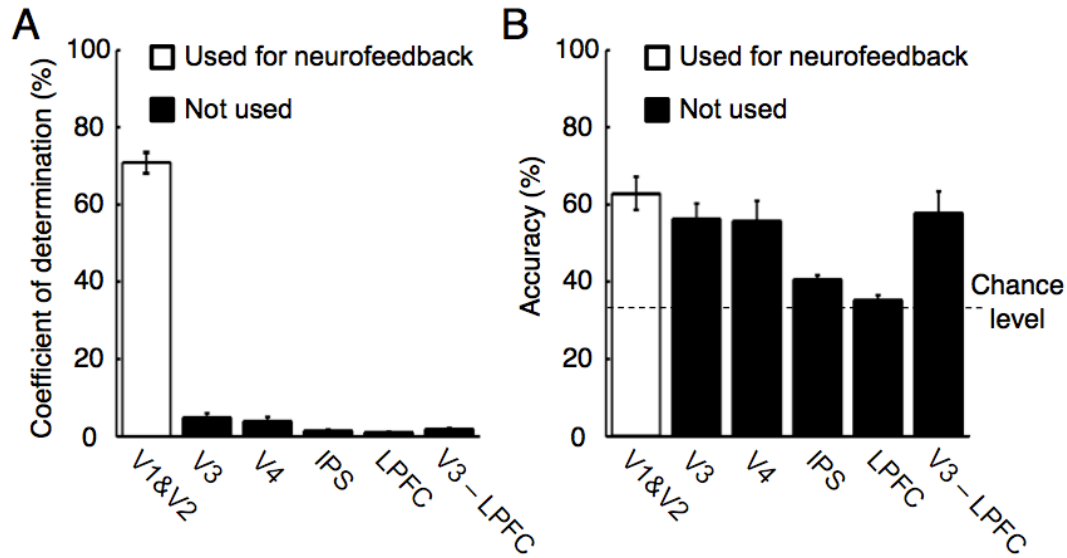 A
Coefficient of determination (%)
100
80
60
40
20
0
Used for neurofeedback
Not used
V1&V2
V3
V4
IPS
LPFC
V3 – LPFC
B
Accuracy (%)
100
80
60
40
20
0
Used for neurofeedback
Not used
Chance
level
V1&V2
V3
V4
IPS
LPFC
V3 – LPFC